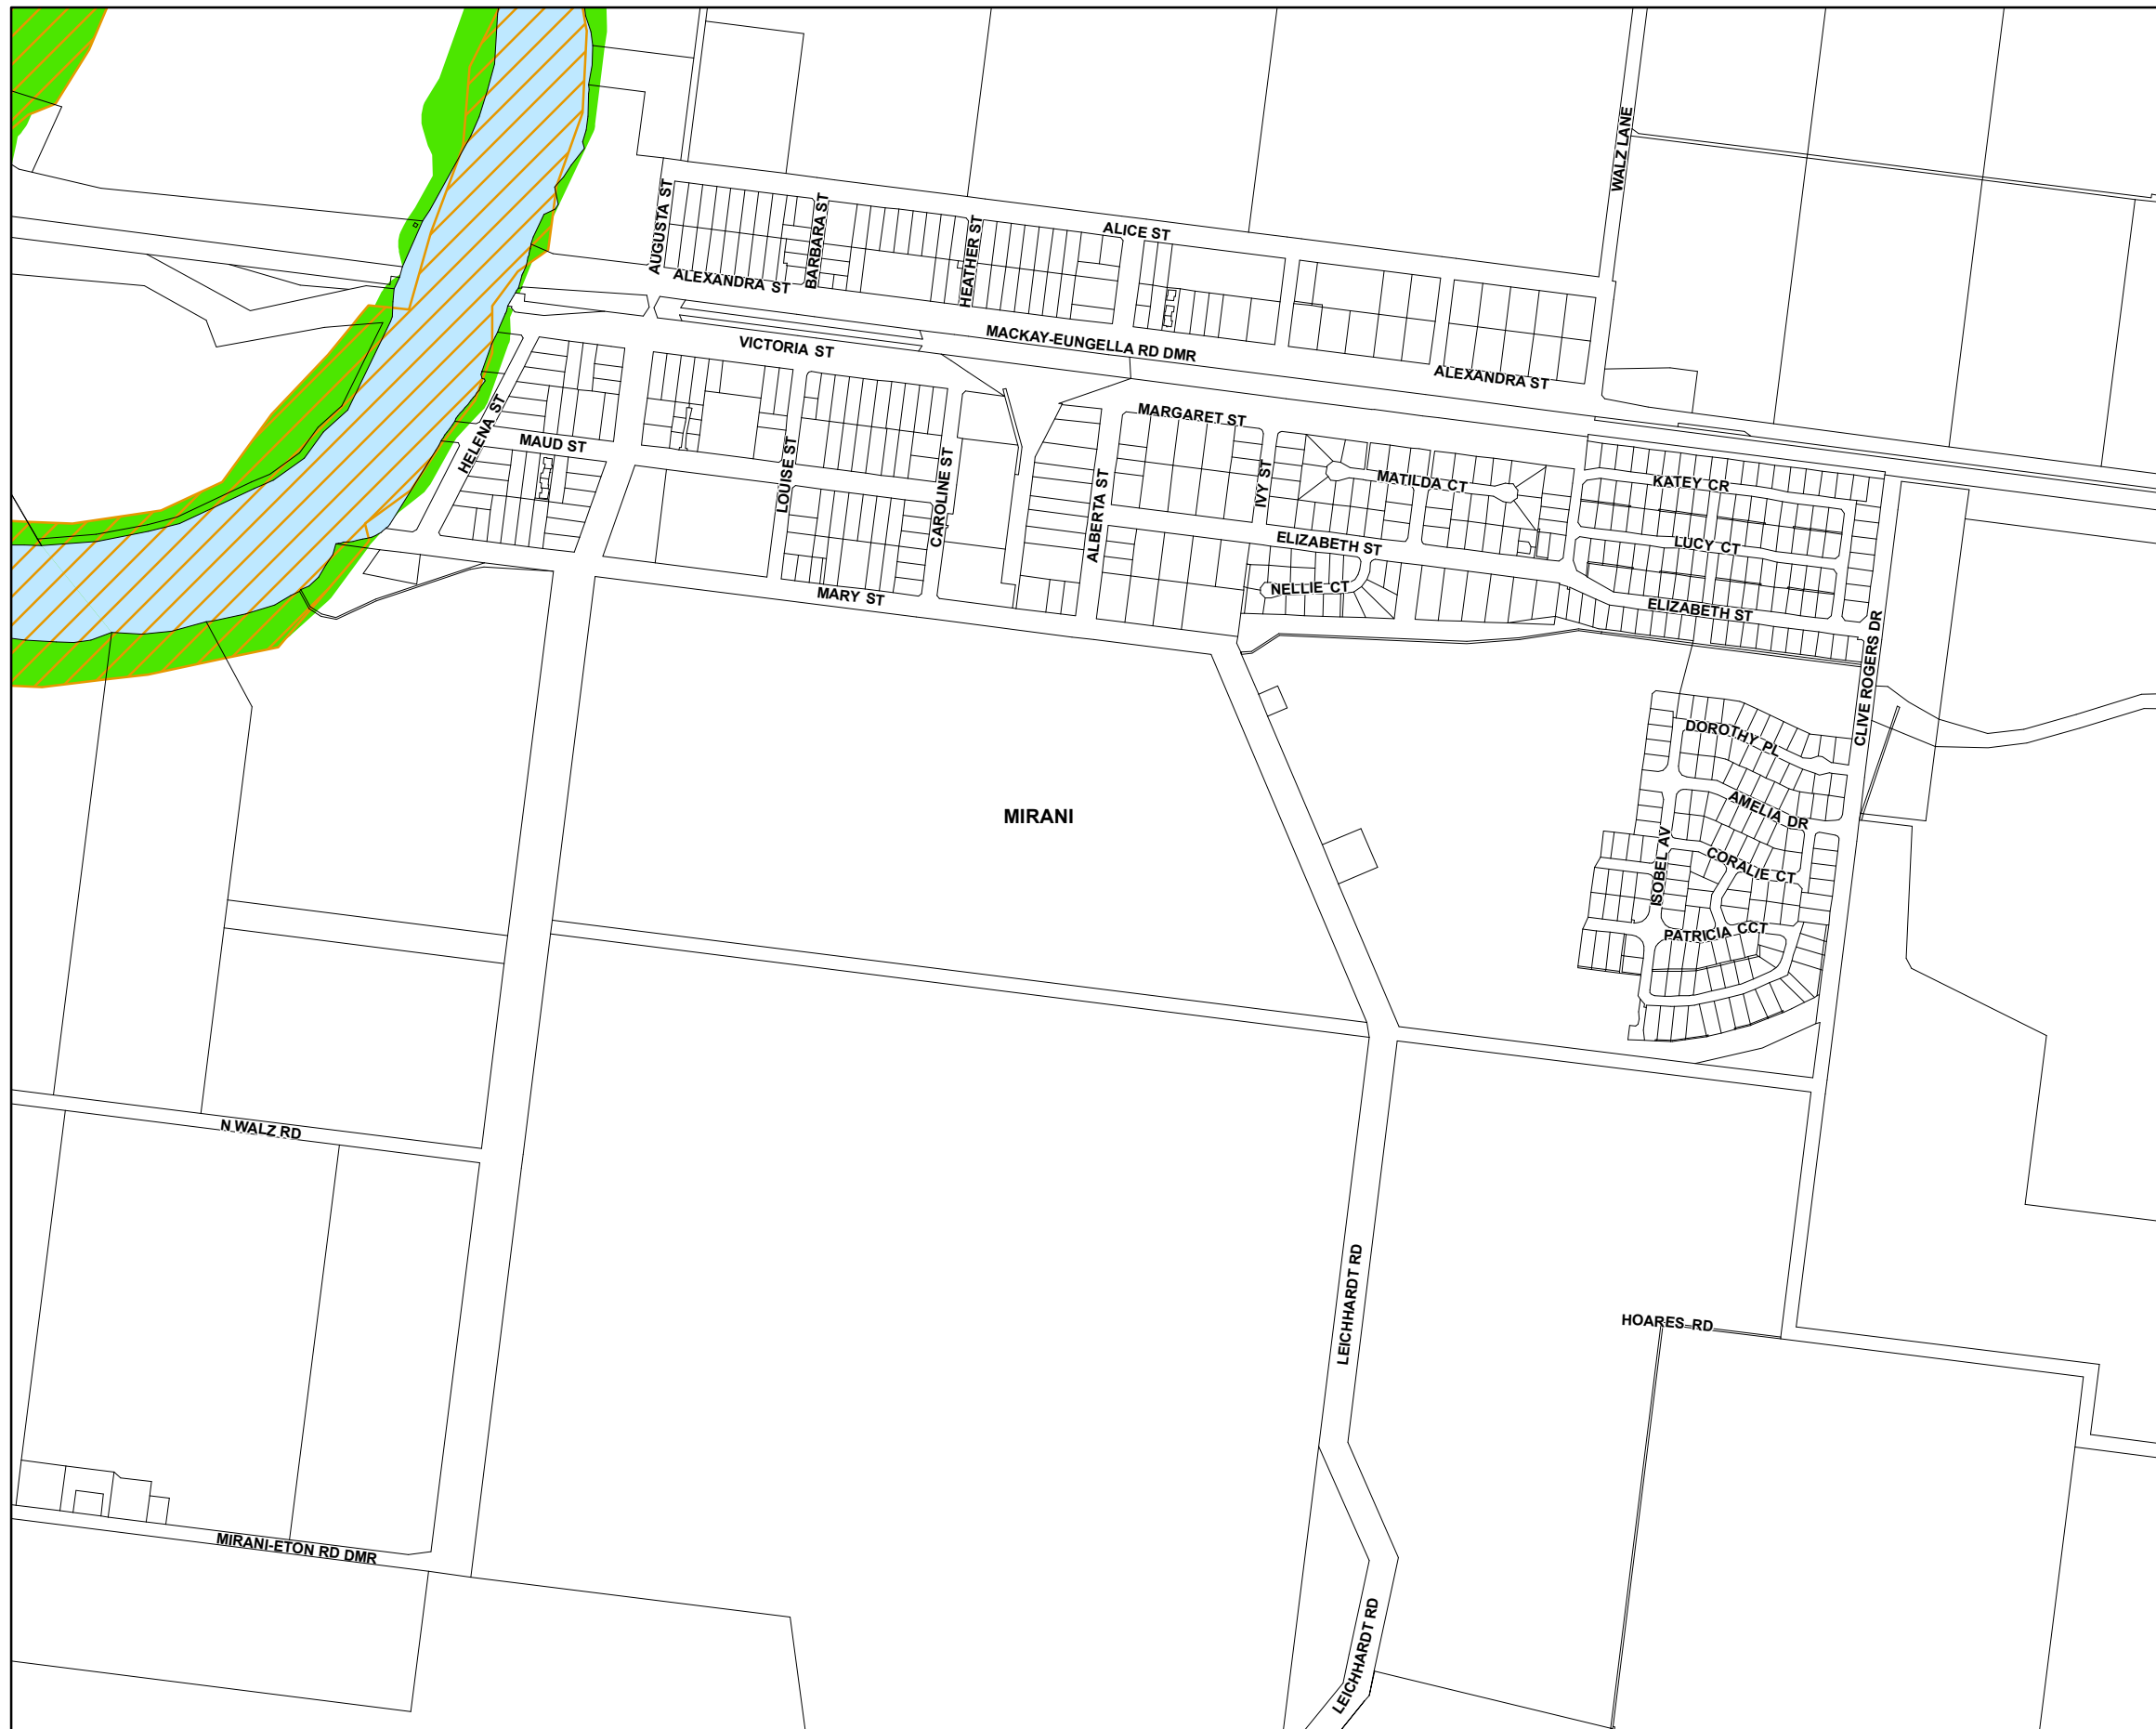 WALZ LANE
AUGUSTA ST
BARBARA ST
HEATHER ST
ALICE ST
ALEXANDRA ST
MACKAY-EUNGELLA RD DMR
VICTORIA ST
ALEXANDRA ST
HELENA ST
MAUD ST
LOUISE ST
CAROLINE ST
ALBERTA ST
MARGARET ST
IVY ST
MATILDA CT
KATEY CR
LUCY CT
ELIZABETH ST
NELLIE CT
ELIZABETH ST
MARY ST
CLIVE ROGERS DR
DOROTHY PL
AMELIA DR
MIRANI
ISOBEL AV
CORALIE CT
PATRICIA CCT
N WALZ RD
LEICHHARDT RD
HOARES RD
MIRANI-ETON RD DMR
LEICHHARDT RD